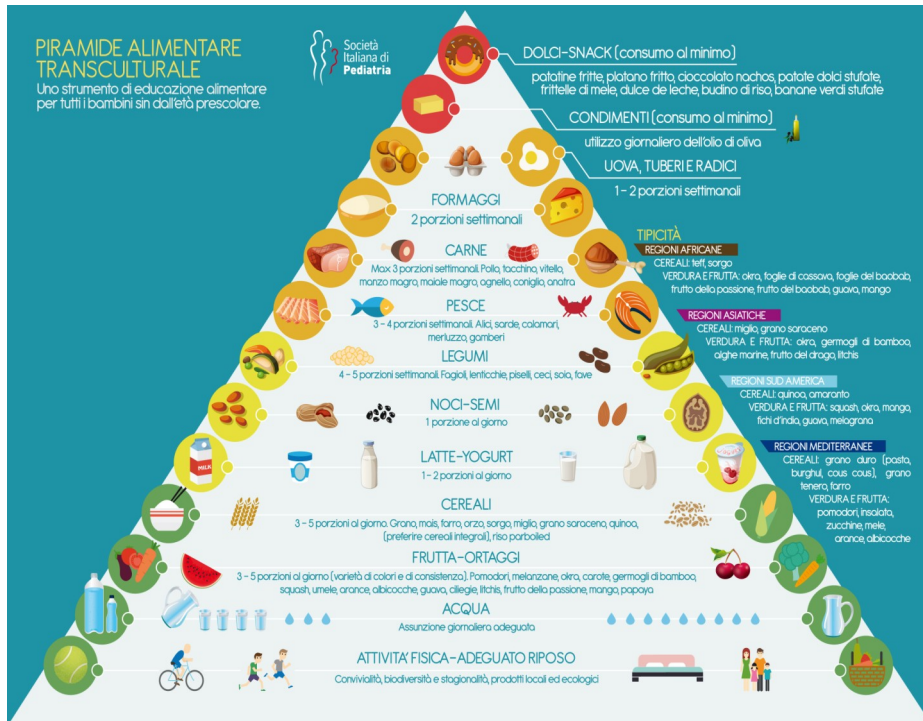 PIRAMIDE ALIMENTARE
TRANSCULTURALE
Uno strumento di educazione alimentare
per tutti i bambini sin dall'età prescolare.
Società
Italiana di
Pediatria
DOLCI-SNACK (consumo al minimo)
patatine fritte, platano fritto, cioccolato nachos, patate dolci stufate,
frittelle di mele, dulce de leche, budino di riso, banane verdi stufate
CONDIMENTI (consumo al minimo)
utilizzo giornaliero dell'olio di oliva
UOVA, TUBERI E RADICI
1 – 2 porzioni settimanali
FORMAGGI
2 porzioni settimanali
CARNE
Max 3 porzioni settimanali. Pollo, tacchino, vitello,
manzo magro, maiale magro, agnello, coniglio, anatra
PESCE
3 – 4 porzioni settimanali. Alici, sarde, calamari,
merluzzo, gamberi
LEGUMI
4 – 5 porzioni settimanali. Fagioli, lenticchie, piselli, ceci, soia, fave
NOCI-SEMI
1 porzione al giorno
MILK
LATTE-YOGURT
1 – 2 porzioni al giorno
CEREALI
3 – 5 porzioni al giorno. Grano, mais, farro, orzo, sorgo, miglio, grano saraceno, quinoa,
(preferire cereali integrali), riso parboiled
FRUTTA-ORTAGGI
3 – 5 porzioni al giorno (varietà di colori e di consistenza). Pomodori, melanzane, okra, carote, germogli di bamboo,
squash, umele, arance, albicocche, guava, ciliegie, litchis, frutto della passione, mango, papaya
ACQUA
Assunzione giornaliera adeguata
ATTIVITA' FISICA-ADEGUATO RIPOSO
Convivialità, biodiversità e stagionalità, prodotti locali ed ecologici
TIPICITÀ
REGIONI AFRICANE
CEREALI: teff, sorgo
VERDURA E FRUTTA: okra, foglie di cassava, foglie del baobab,
frutto della passione, frutto del baobab, guava, mango
REGIONI ASIATICHE
CEREALI: miglio, grano saraceno
VERDURA E FRUTTA: okra, germogli di bamboo,
alghe marine, frutto del drago, litchis
REGIONI SUD AMERICA
CEREALI: quinoa, amaranto
VERDURA E FRUTTA: squash, okra, mango,
fichi d'india, guava, melograna
REGIONI MEDITERRANEE
CEREALI: grano duro (pasta,
burghul, cous cous), grano
tenero, farro
VERDURA E FRUTTA:
pomodori, insalata,
zucchine, mele,
arance, albicocche